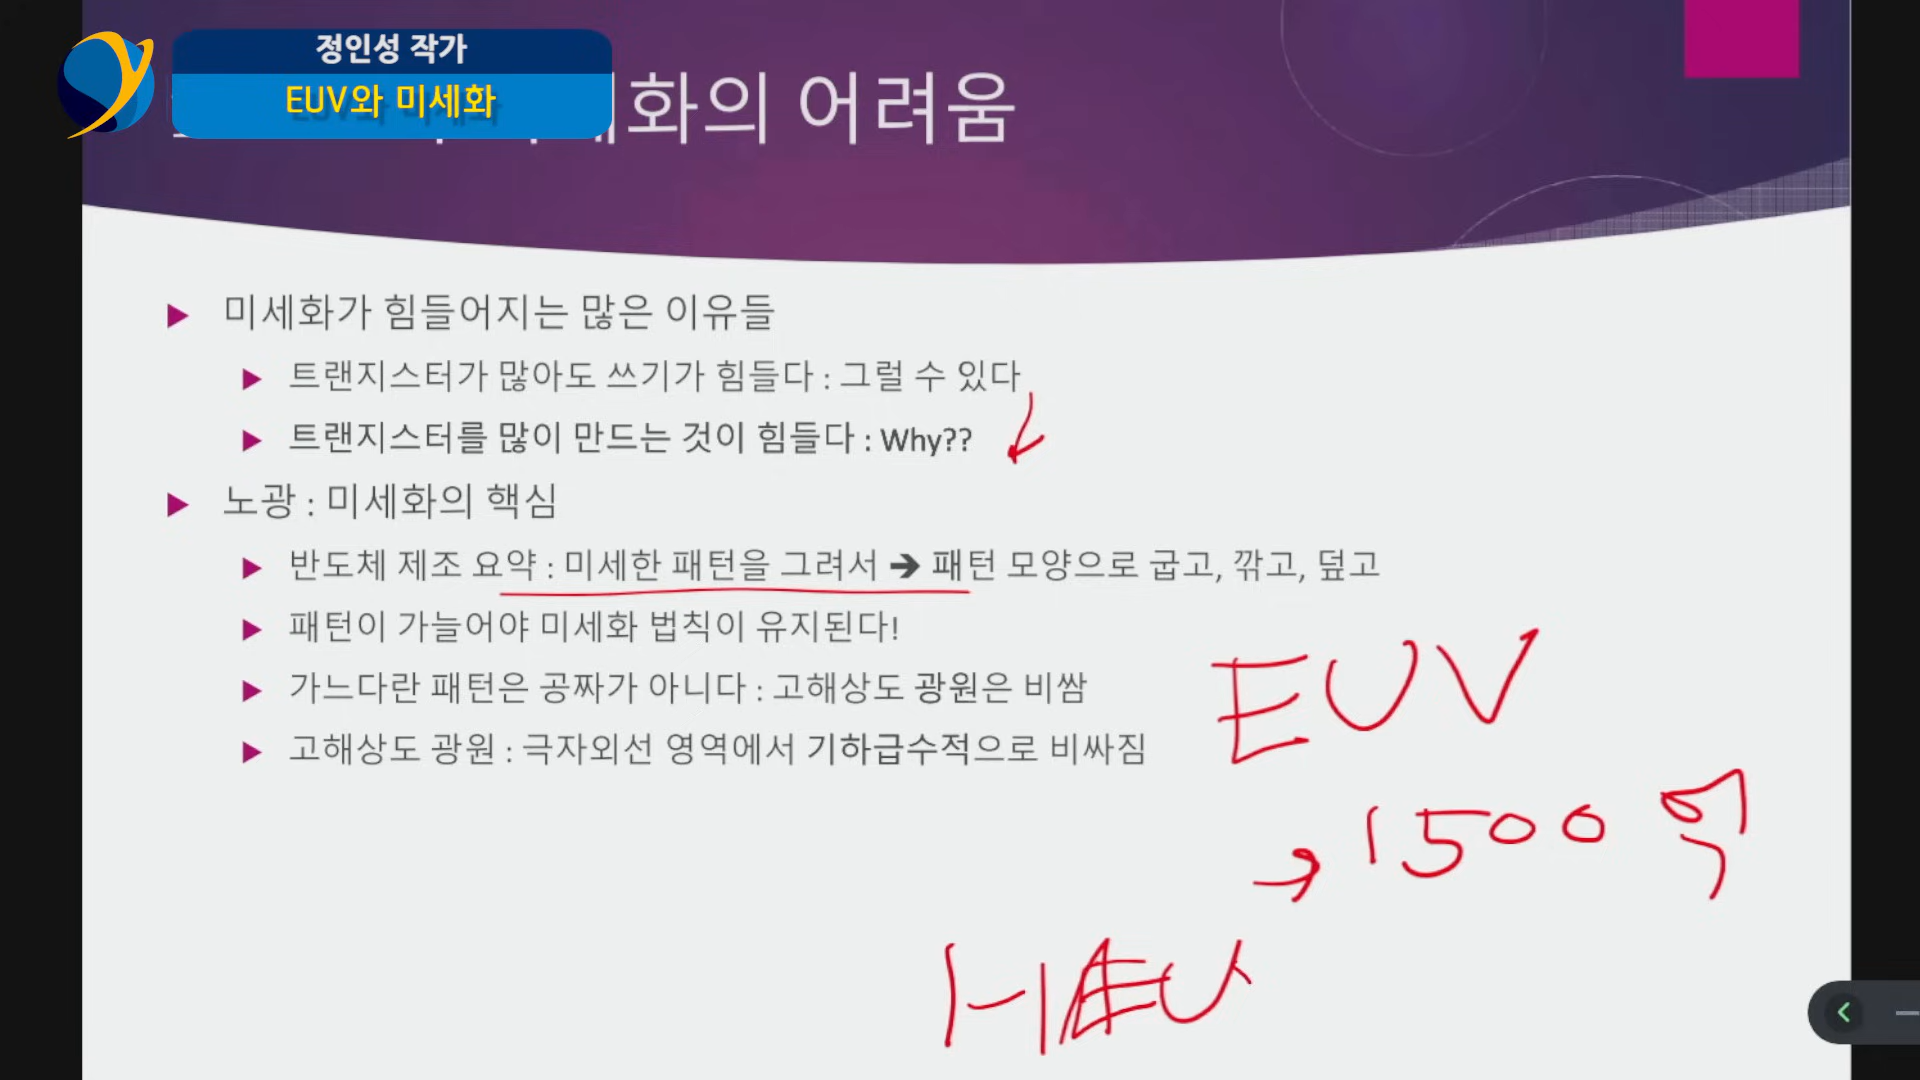 정인성 작가
EUV와 미세화
화의 어려움
미세화가 힘들어지는 많은 이유들
트랜지스터가 많아도 쓰기가 힘들다 : 그럴 수 있다
트랜지스터를 많이 만드는 것이 힘들다 : Why??
노광 : 미세화의 핵심
반도체 제조 요약 : 미세한 패턴을 그려서 ➔ 패턴 모양으로 굽고, 깎고, 덮고
패턴이 가늘어야 미세화 법칙이 유지된다!
가느다란 패턴은 공짜가 아니다 : 고해상도 광원은 비쌈
고해상도 광원 : 극자외선 영역에서 기하급수적으로 비싸짐
EUV
→ 1500억